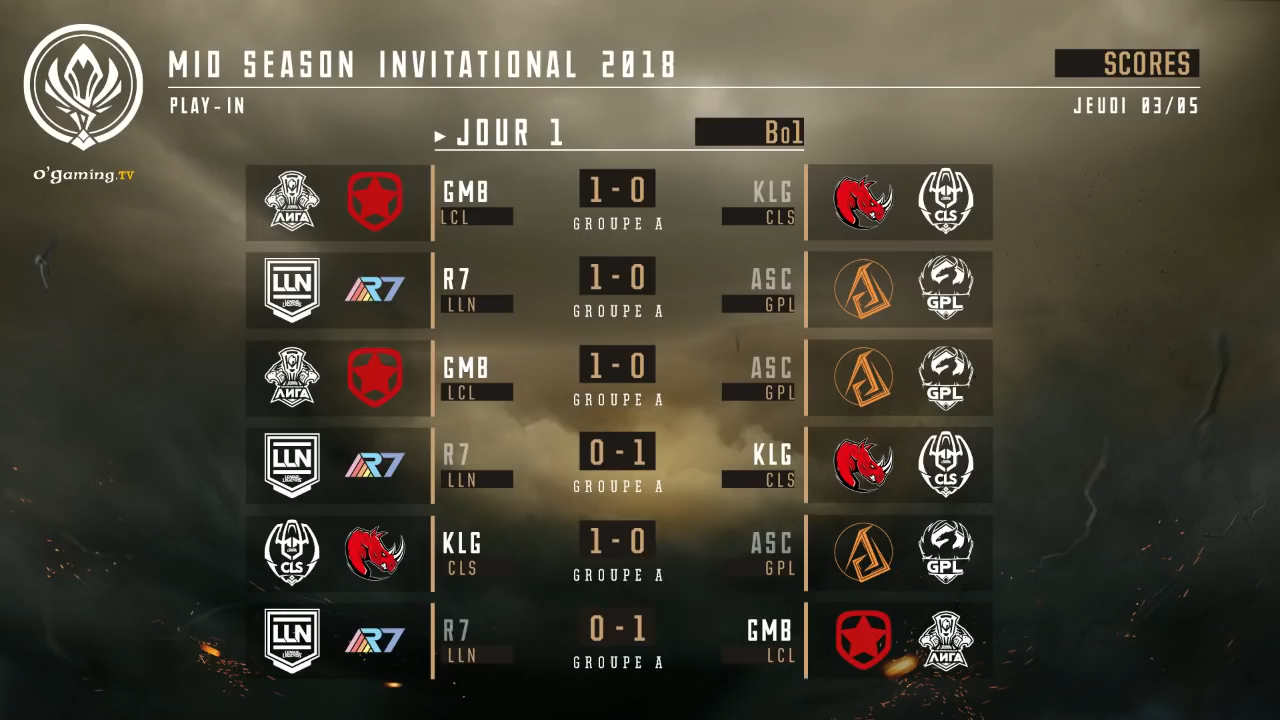 MID SEASON INVITATIONAL 2018
SCORES
PLAY-IN
JEUDI 03/05
o'gaming.TV
JOUR 1
Bo1
ЛИГА
GMB
LCL
1-0
GROUPE A
KLG
CLS
CLS
LLN
R7
R7
LLN
1-0
GROUPE A
ASC
GPL
GPL
ЛИГА
GMB
LCL
1-0
GROUPE A
ASC
GPL
GPL
LLN
R7
R7
LLN
0-1
GROUPE A
KLG
CLS
CLS
CLS
KLG
CLS
1-0
GROUPE A
ASC
GPL
GPL
LLN
R7
R7
LLN
0-1
GROUPE A
GMB
LCL
ЛИГА